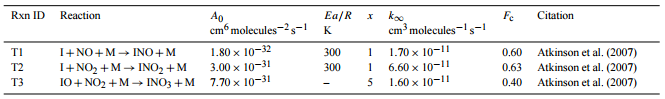 Rxn ID Reaction A₀ Ea/R x k∞ Fc Citation
cm⁶ molecules⁻² s⁻¹ K cm³ molecules⁻¹ s⁻¹
T1 I + NO + M → INO + M 1.80 × 10⁻³² 300 1 1.70 × 10⁻¹¹ 0.60 Atkinson et al. (2007)
T2 I + NO₂ + M → INO₂ + M 3.00 × 10⁻³¹ 300 1 6.60 × 10⁻¹¹ 0.63 Atkinson et al. (2007)
T3 IO + NO₂ + M → INO₃ + M 7.70 × 10⁻³¹ – 5 1.60 × 10⁻¹¹ 0.40 Atkinson et al. (2007)